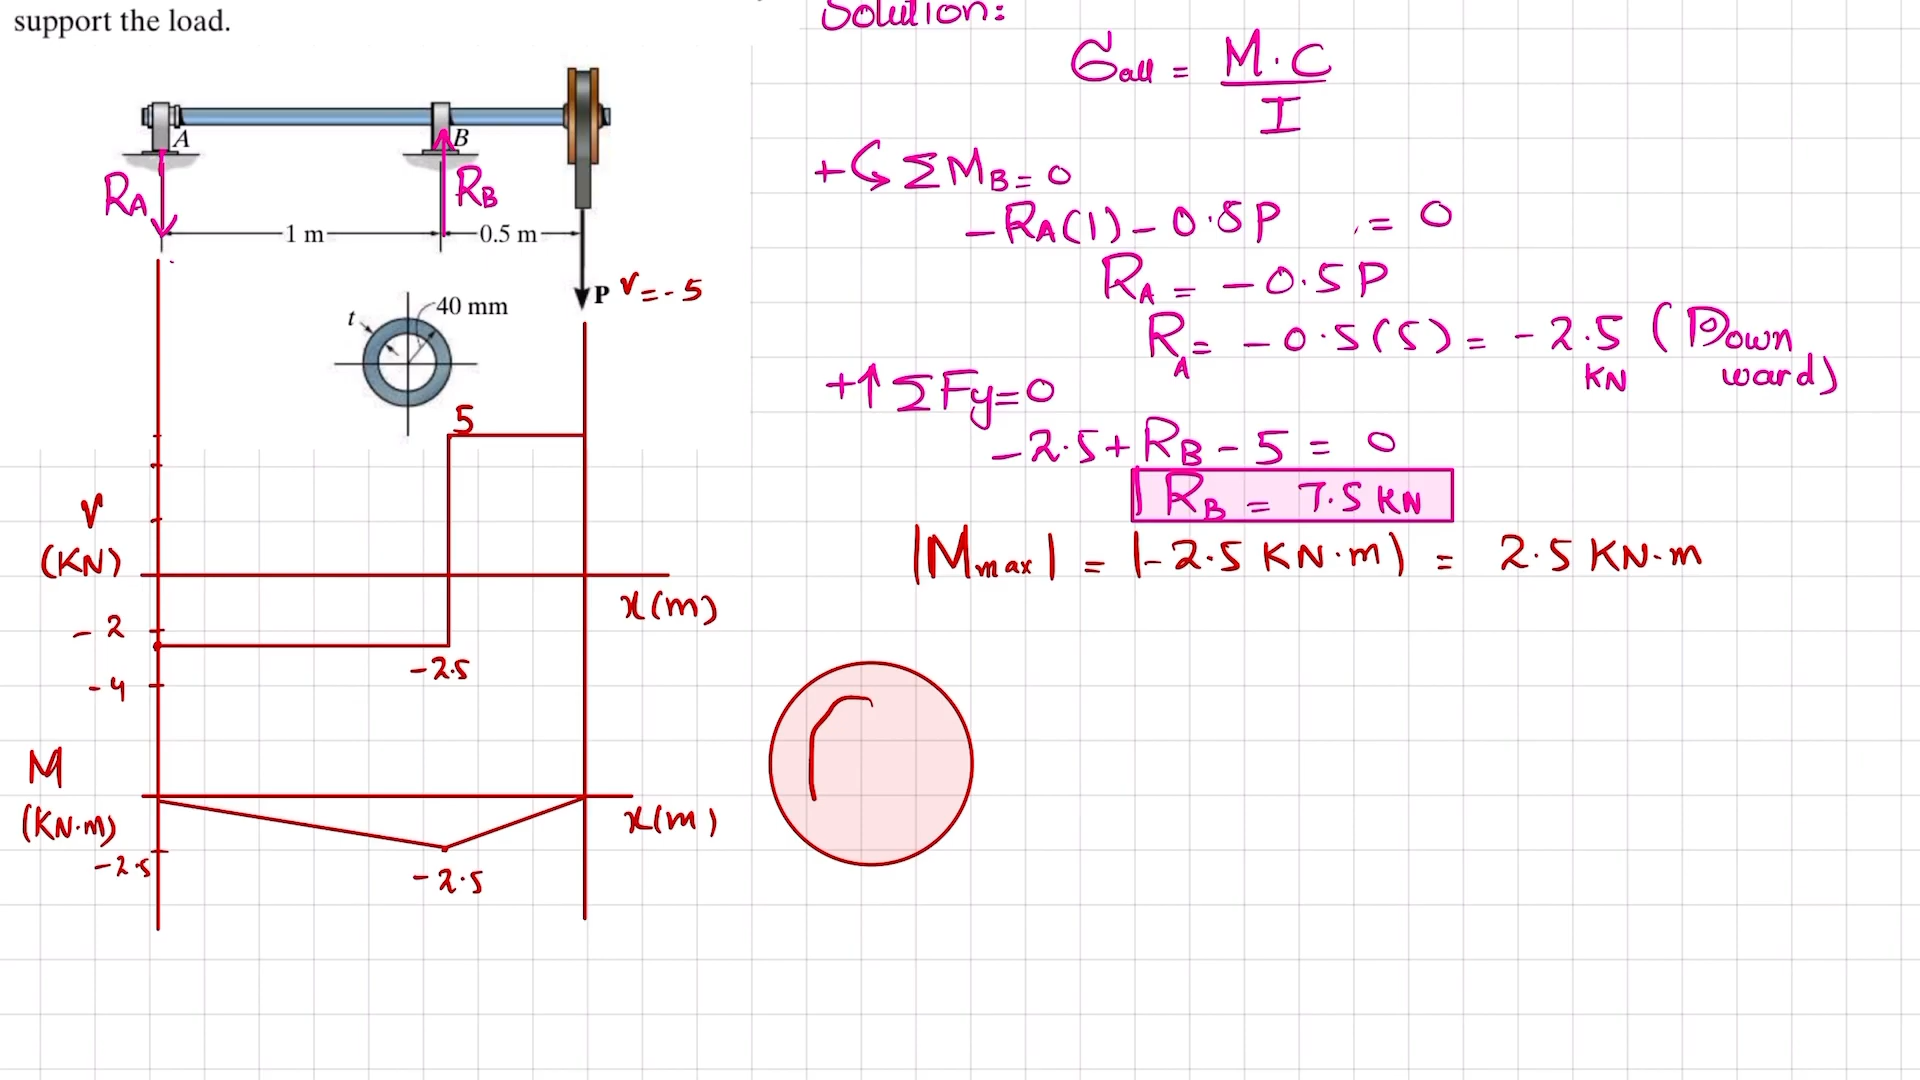 support the load.
A
B
RA
RB
1 m
0.5 m
P V = - 5
t
40 mm
5
V
(KN)
x(m)
- 2
-2.5
- 4
M
(KN·m)
x(m)
-2.5
-2.5
Solution:
σall = M·C / I
+↺ ΣMB = 0
-RA(1) - 0.5P = 0
RA = -0.5P
RA = -0.5(5) = -2.5 KN (Down ward)
+↑ ΣFy = 0
-2.5 + RB - 5 = 0
RB = 7.5 KN
|Mmax| = |-2.5 KN·m) = 2.5 KN·m